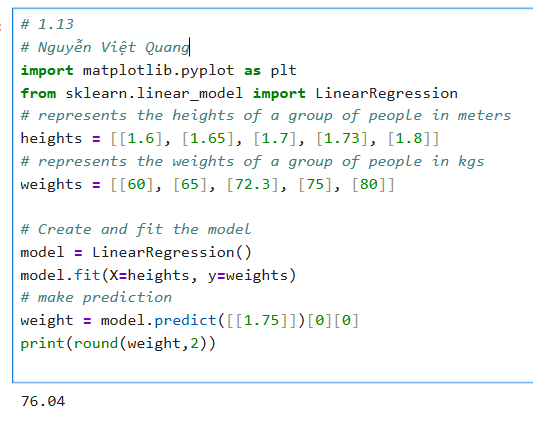 # 1.13
# Nguyễn Việt Quang
import matplotlib.pyplot as plt
from sklearn.linear_model import LinearRegression
# represents the heights of a group of people in meters
heights = [[1.6], [1.65], [1.7], [1.73], [1.8]]
# represents the weights of a group of people in kgs
weights = [[60], [65], [72.3], [75], [80]]
# Create and fit the model
model = LinearRegression()
model.fit(X=heights, y=weights)
# make prediction
weight = model.predict([[1.75]])[0][0]
print(round(weight,2))
76.04